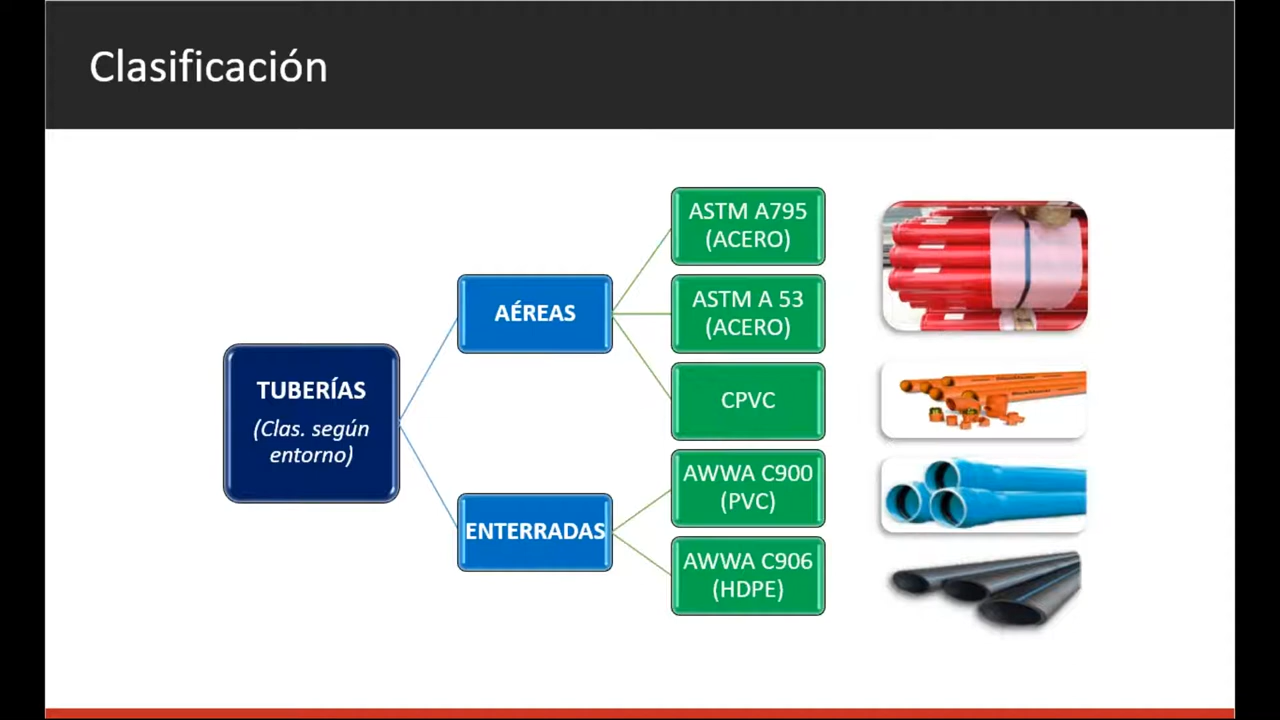 Clasificación
TUBERÍAS
(Clas. según
entorno)
AÉREAS
ENTERRADAS
ASTM A795
(ACERO)
ASTM A 53
(ACERO)
CPVC
AWWA C900
(PVC)
AWWA C906
(HDPE)